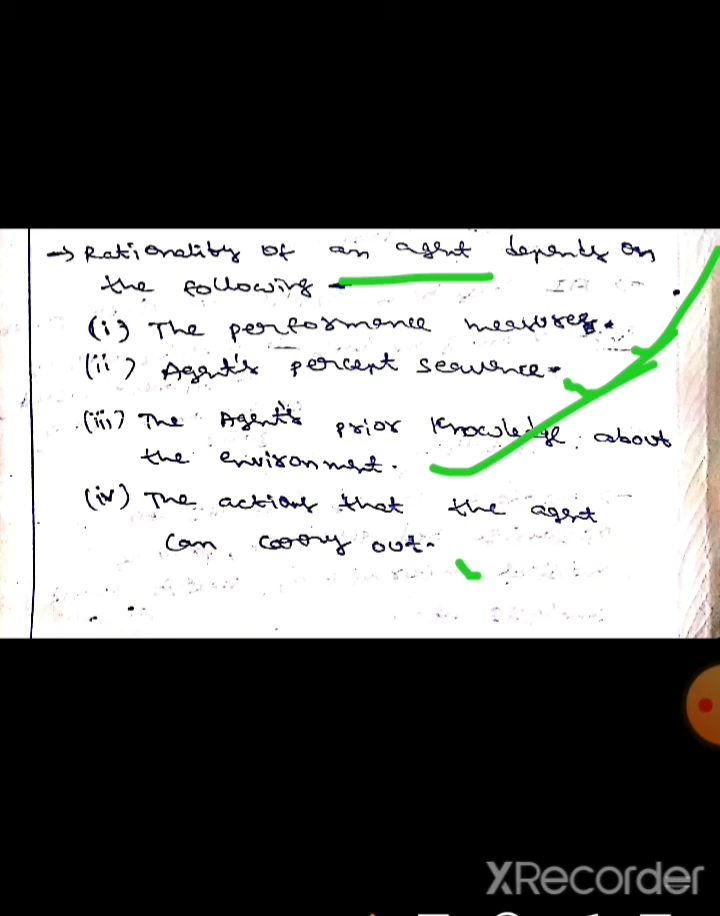 → Rationality of an agent depends on
the following -
(i) The performance measures.
(ii) Agent's percept sequence.
(iii) The Agent's prior knowledge about
the environment.
(iv) The actions that the agent
can carry out.
XRecorder